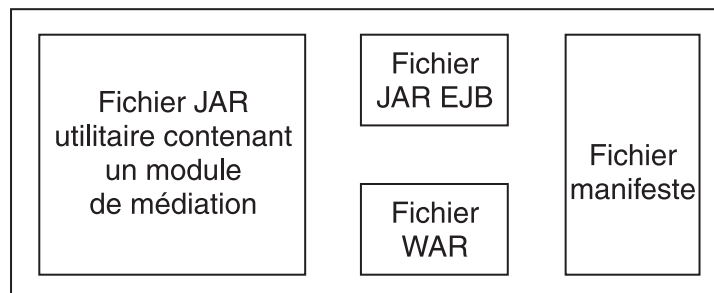 Fichier JAR
utilitaire contenant
un module
de médiation
Fichier
JAR EJB
Fichier
WAR
Fichier
manifeste